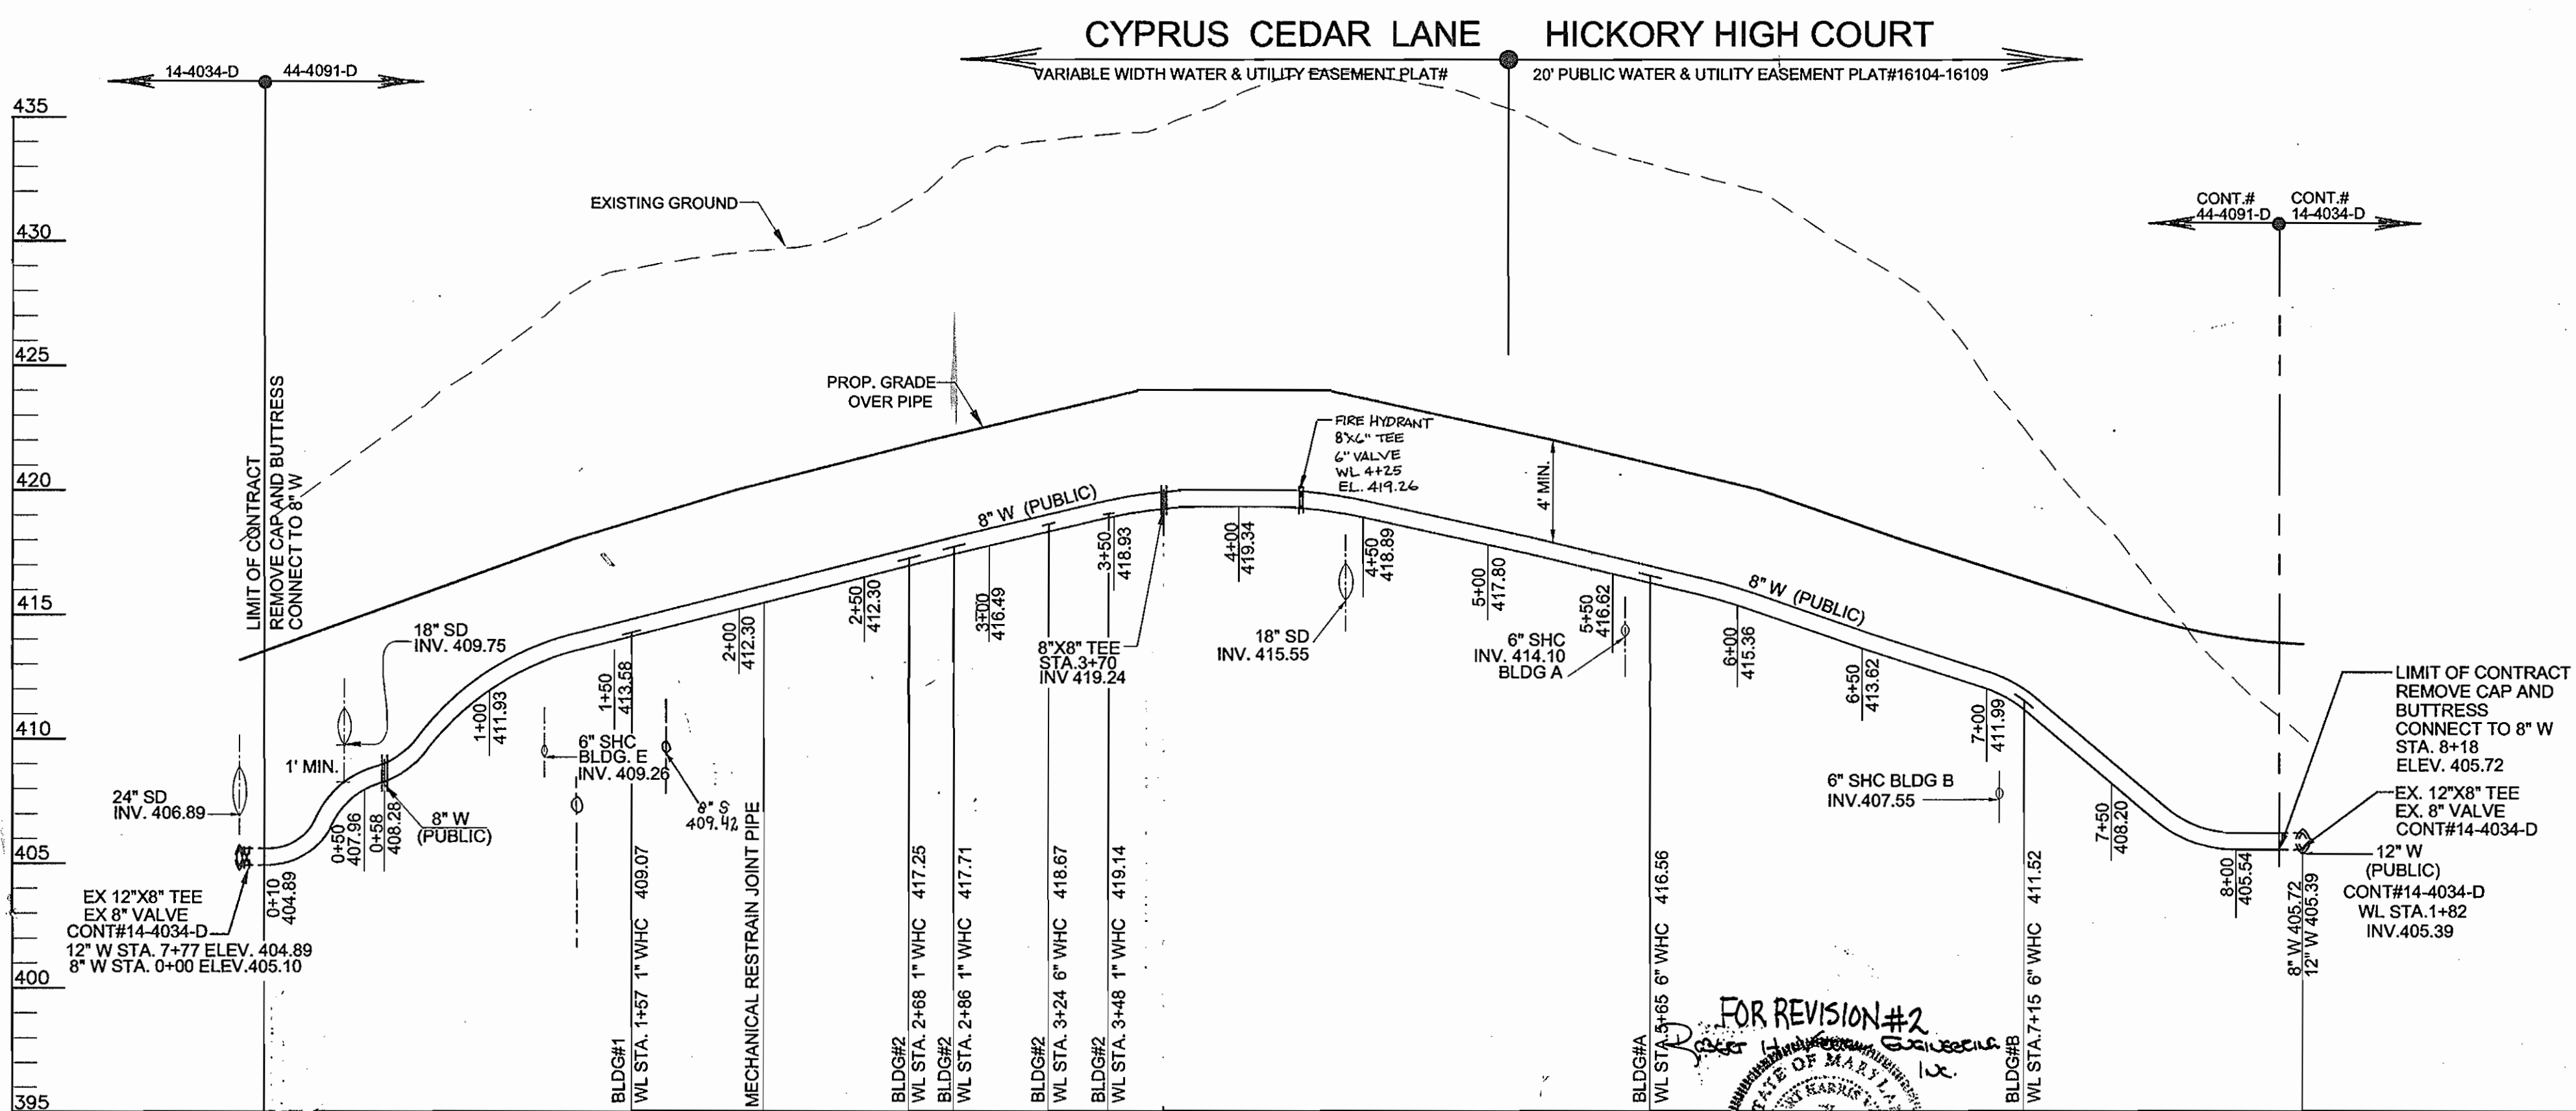 CYPRUS CEDAR LANE
HICKORY HIGH COURT
VARIABLE WIDTH WATER & UTILITY EASEMENT PLAT#
20' PUBLIC WATER & UTILITY EASEMENT PLAT#16104-16109
14-4034-D
44-4091-D
CONT.#
44-4091-D
CONT.#
14-4034-D
435
430
425
420
415
410
405
400
395
EXISTING GROUND
PROP. GRADE
OVER PIPE
LIMIT OF CONTRACT
REMOVE CAP AND BUTTRESS
CONNECT TO 8" W
FIRE HYDRANT
8"X6" TEE
6" VALVE
WL 4+25
EL. 419.26
4' MIN.
8" W (PUBLIC)
8" W (PUBLIC)
18" SD
INV. 409.75
1' MIN.
24" SD
INV. 406.89
8" W
(PUBLIC)
6" SHC
BLDG. E
INV. 409.26
8" S
409.42
8"X8" TEE
STA.3+70
INV 419.24
18" SD
INV. 415.55
6" SHC
INV. 414.10
BLDG A
6" SHC BLDG B
INV.407.55
0+10
404.89
0+50
407.96
0+58
408.28
1+00
411.93
1+50
413.58
2+00
412.30
2+50
412.30
3+00
416.49
3+50
418.93
4+00
419.34
4+50
418.89
5+00
417.80
5+50
416.62
6+00
415.36
6+50
413.62
7+00
411.99
7+50
408.20
8+00
405.54
8" W 405.72
12" W 405.39
EX 12"X8" TEE
EX 8" VALVE
CONT#14-4034-D
12" W STA. 7+77 ELEV. 404.89
8" W STA. 0+00 ELEV.405.10
BLDG#1
WL STA. 1+57 1" WHC 409.07
MECHANICAL RESTRAIN JOINT PIPE
BLDG#2
WL STA. 2+68 1" WHC 417.25
BLDG#2
WL STA. 2+86 1" WHC 417.71
BLDG#2
WL STA. 3+24 6" WHC 418.67
BLDG#2
WL STA. 3+48 1" WHC 419.14
BLDG#A
WL STA.5+65 6" WHC 416.56
BLDG#B
WL STA.7+15 6" WHC 411.52
LIMIT OF CONTRACT
REMOVE CAP AND
BUTTRESS
CONNECT TO 8" W
STA. 8+18
ELEV. 405.72
EX. 12"X8" TEE
EX. 8" VALVE
CONT#14-4034-D
12" W
(PUBLIC)
CONT#14-4034-D
WL STA.1+82
INV.405.39
FOR REVISION#2
ENGINEERING
INC.